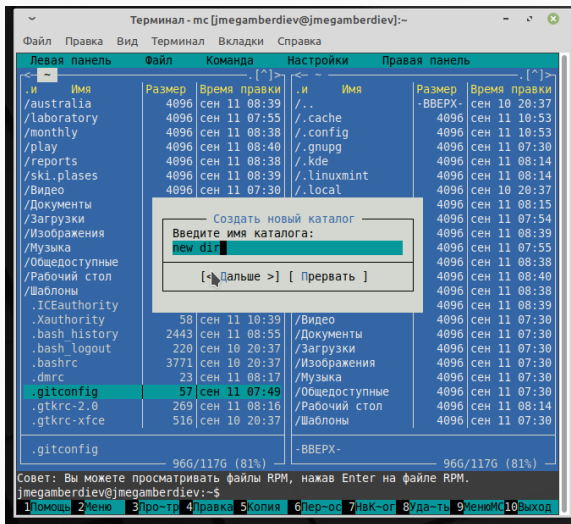 Терминал - mc [jmegamberdiev@jmegamberdiev]:~
Файл Правка Вид Терминал Вкладки Справка
Левая панель Файл Команда Настройки Правая панель
<— ~ .[^]> <— ~ .[^]>
.и Имя Размер Время правки .и Имя Размер Время правки
/australia 4096 сен 11 08:39 /.. -ВВЕРХ- сен 10 20:37
/laboratory 4096 сен 11 07:55 /.cache 4096 сен 11 10:53
/monthly 4096 сен 11 08:38 /.config 4096 сен 11 10:53
/play 4096 сен 11 08:40 /.gnupg 4096 сен 11 07:30
/reports 4096 сен 11 08:38 /.kde 4096 сен 11 08:14
/ski.plases 4096 сен 11 08:39 /.linuxmint 4096 сен 11 08:14
/Видео 4096 сен 11 07:30 /.local 4096 сен 10 20:37
/Документы 4096 сен 11 08:15
/Загрузки Создать новый каталог 4096 сен 11 07:54
/Изображения Введите имя каталога: 4096 сен 11 08:39
/Музыка new dir 4096 сен 11 07:55
/Общедоступные 4096 сен 11 08:38
/Рабочий стол [< Дальше >] [ Прервать ] 4096 сен 11 08:40
/Шаблоны 4096 сен 11 08:38
.ICEauthority 4096 сен 11 08:39
.Xauthority 58 сен 11 10:39 /Видео 4096 сен 11 07:30
.bash_history 2443 сен 11 08:55 /Документы 4096 сен 11 07:30
.bash_logout 220 сен 10 20:37 /Загрузки 4096 сен 11 07:30
.bashrc 3771 сен 10 20:37 /Изображения 4096 сен 11 07:30
.dmrc 23 сен 11 08:17 /Музыка 4096 сен 11 07:30
.gitconfig 57 сен 11 07:49 /Общедоступные 4096 сен 11 07:30
.gtkrc-2.0 269 сен 11 08:16 /Рабочий стол 4096 сен 11 08:14
.gtkrc-xfce 516 сен 10 20:37 /Шаблоны 4096 сен 11 07:30
.gitconfig -ВВЕРХ-
96G/117G (81%) 96G/117G (81%)
Совет: Вы можете просматривать файлы RPM, нажав Enter на файле RPM.
jmegamberdiev@jmegamberdiev:~$
1Помощь 2Меню 3Про~тр 4Правка 5Копия 6Пер~ос 7НвК~ог 8Уда~ть 9МенюMC 10Выход